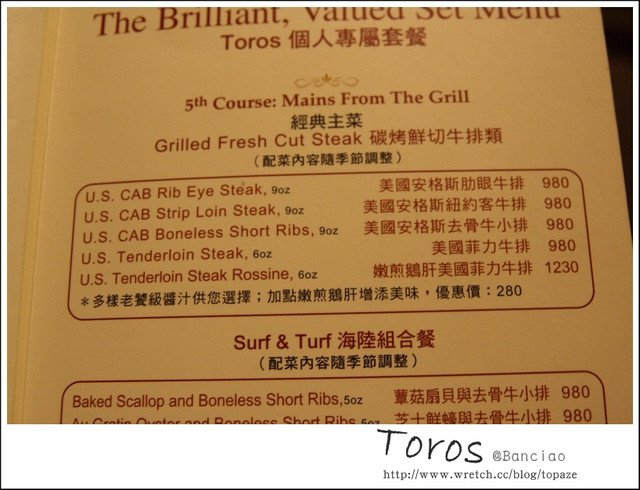 The Brilliant, Valued Set Menu
Toros 個人專屬套餐
5th Course: Mains From The Grill
經典主菜
Grilled Fresh Cut Steak 碳烤鮮切牛排類
（配菜內容隨季節調整）
U.S. CAB Rib Eye Steak, 9oz 美國安格斯肋眼牛排 980
U.S. CAB Strip Loin Steak, 9oz 美國安格斯紐約客牛排 980
U.S. CAB Boneless Short Ribs, 9oz 美國安格斯去骨牛小排 980
U.S. Tenderloin Steak, 6oz 美國菲力牛排 980
U.S. Tenderloin Steak Rossine, 6oz 嫩煎鵝肝美國菲力牛排 1230
＊多樣老饕級醬汁供您選擇；加點嫩煎鵝肝增添美味，優惠價：280
Surf & Turf 海陸組合餐
（配菜內容隨季節調整）
Baked Scallop and Boneless Short Ribs,5oz 蕈菇扇貝與去骨牛小排 980
Au Gratin Oyster and Boneless Short Ribs,5oz 芝士鮮蠔與去骨牛小排 980
Toros @Banciao
http://www.wretch.cc/blog/topaze